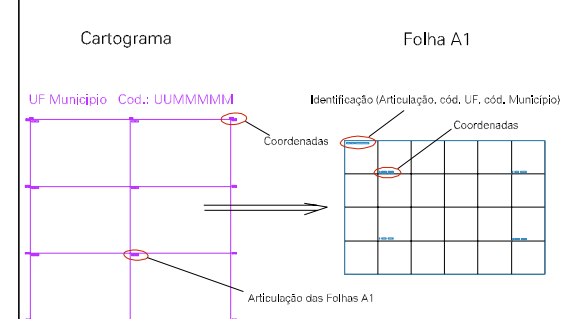 Cartograma
Folha A1
UF Município Cod.: UUMMMMM
Identificação (Articulação, cód. UF, cód. Município)
Coordenadas
Coordenadas
Articulação das Folhas A1